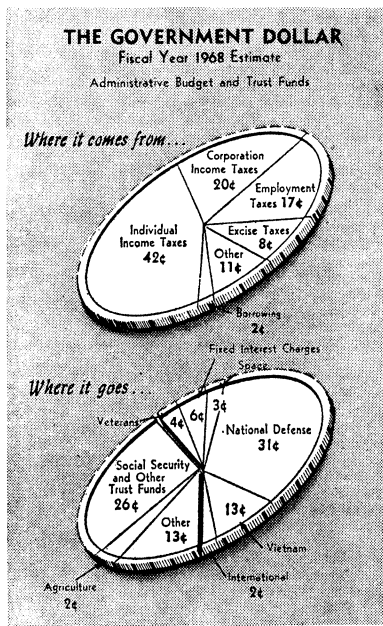 THE GOVERNMENT DOLLAR
Fiscal Year 1968 Estimate
Administrative Budget and Trust Funds
Where it comes from...
Corporation
Income Taxes
20¢
Employment
Taxes 17¢
Individual
Income Taxes
42¢
Excise Taxes
8¢
Other
11¢
Borrowing
2¢
Where it goes...
Fixed Interest Charges
Space
Veterans
4¢
6¢
3¢
National Defense
31¢
Social Security
and Other
Trust Funds
26¢
Other
13¢
13¢
Vietnam
Agriculture
2¢
International
2¢